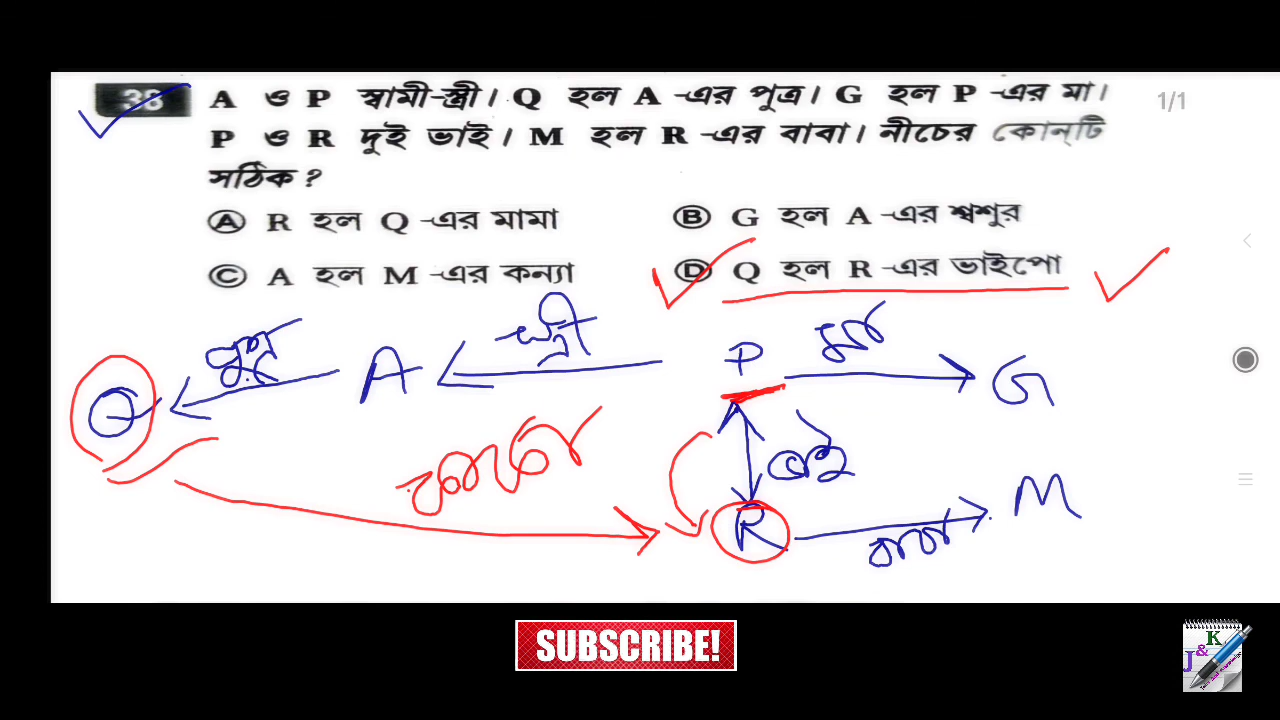 38 A ও P স্বামী-স্ত্রী। Q হল A -এর পুত্র। G হল P -এর মা।
1/1
P ও R দুই ভাই। M হল R -এর বাবা। নীচের কোন্‌টি
সঠিক ?
A R হল Q -এর মামা
B G হল A -এর শ্বশুর
C A হল M -এর কন্যা
D Q হল R -এর ভাইপো
Q পুত্র A স্ত্রী P মা G
ভাই
R বাবা M
SUBSCRIBE!
J & K